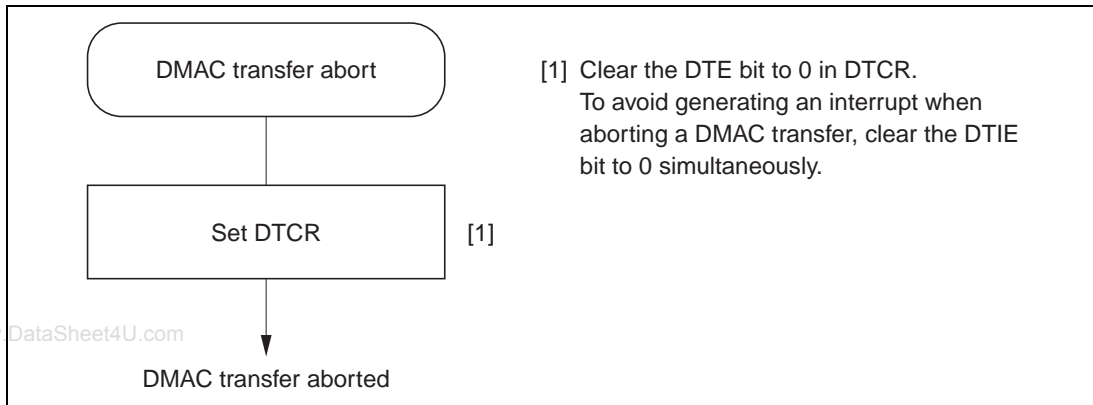 DMAC transfer abort
[1] Clear the DTE bit to 0 in DTCR.
To avoid generating an interrupt when
aborting a DMAC transfer, clear the DTIE
bit to 0 simultaneously.
Set DTCR
[1]
.DataSheet4U.com
DMAC transfer aborted